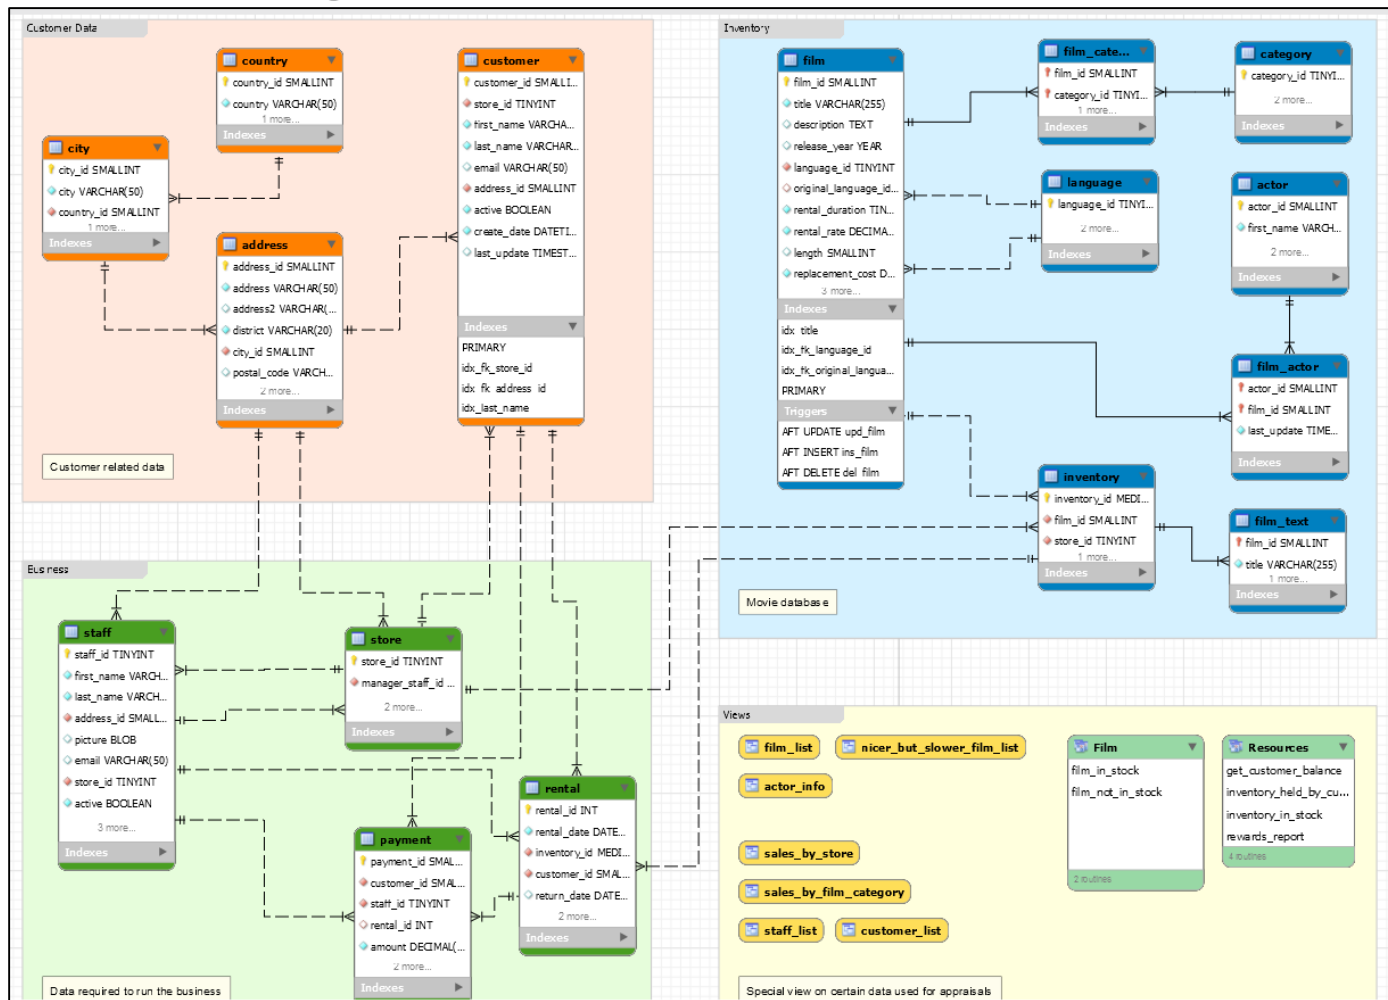 Customer Data
country
country_id SMALLINT
country VARCHAR(50)
1 more...
Indexes
city
city_id SMALLINT
city VARCHAR(50)
country_id SMALLINT
1 more...
Indexes
address
address_id SMALLINT
address VARCHAR(50)
address2 VARCHAR(...
district VARCHAR(20)
city_id SMALLINT
postal_code VARCH...
2 more...
Indexes
customer
customer_id SMALLI...
store_id TINYINT
first_name VARCHA...
last_name VARCHAR...
email VARCHAR(50)
address_id SMALLINT
active BOOLEAN
create_date DATETI...
last_update TIMEST...
Indexes
PRIMARY
idx_fk_store_id
idx_fk_address_id
idx_last_name
Customer related data
Inventory
film
film_id SMALLINT
title VARCHAR(255)
description TEXT
release_year YEAR
language_id TINYINT
original_language_id...
rental_duration TIN...
rental_rate DECIMA...
length SMALLINT
replacement_cost D...
3 more...
Indexes
idx_title
idx_fk_language_id
idx_fk_original_langua...
PRIMARY
Triggers
AFT UPDATE upd_film
AFT INSERT ins_film
AFT DELETE del_film
film_cate...
film_id SMALLINT
category_id TINYI...
1 more...
Indexes
category
category_id TINYI...
2 more...
Indexes
language
language_id TINYI...
2 more...
Indexes
actor
actor_id SMALLINT
first_name VARCH...
2 more...
Indexes
film_actor
actor_id SMALLINT
film_id SMALLINT
last_update TIME...
Indexes
inventory
inventory_id MEDI...
film_id SMALLINT
store_id TINYINT
1 more...
Indexes
film_text
film_id SMALLINT
title VARCHAR(255)
1 more...
Indexes
Movie database
Business
staff
staff_id TINYINT
first_name VARCH...
last_name VARCH...
address_id SMALL...
picture BLOB
email VARCHAR(50)
store_id TINYINT
active BOOLEAN
3 more...
Indexes
store
store_id TINYINT
manager_staff_id ...
2 more...
Indexes
payment
payment_id SMAL...
customer_id SMAL...
staff_id TINYINT
rental_id INT
amount DECIMAL(...
2 more...
Indexes
rental
rental_id INT
rental_date DATE...
inventory_id MEDI...
customer_id SMAL...
return_date DATE...
2 more...
Indexes
Data required to run the business
Views
film_list
nicer_but_slower_film_list
actor_info
sales_by_store
sales_by_film_category
staff_list
customer_list
Film
film_in_stock
film_not_in_stock
2 routines
Resources
get_customer_balance
inventory_held_by_cu...
inventory_in_stock
rewards_report
4 routines
Special view on certain data used for appraisals